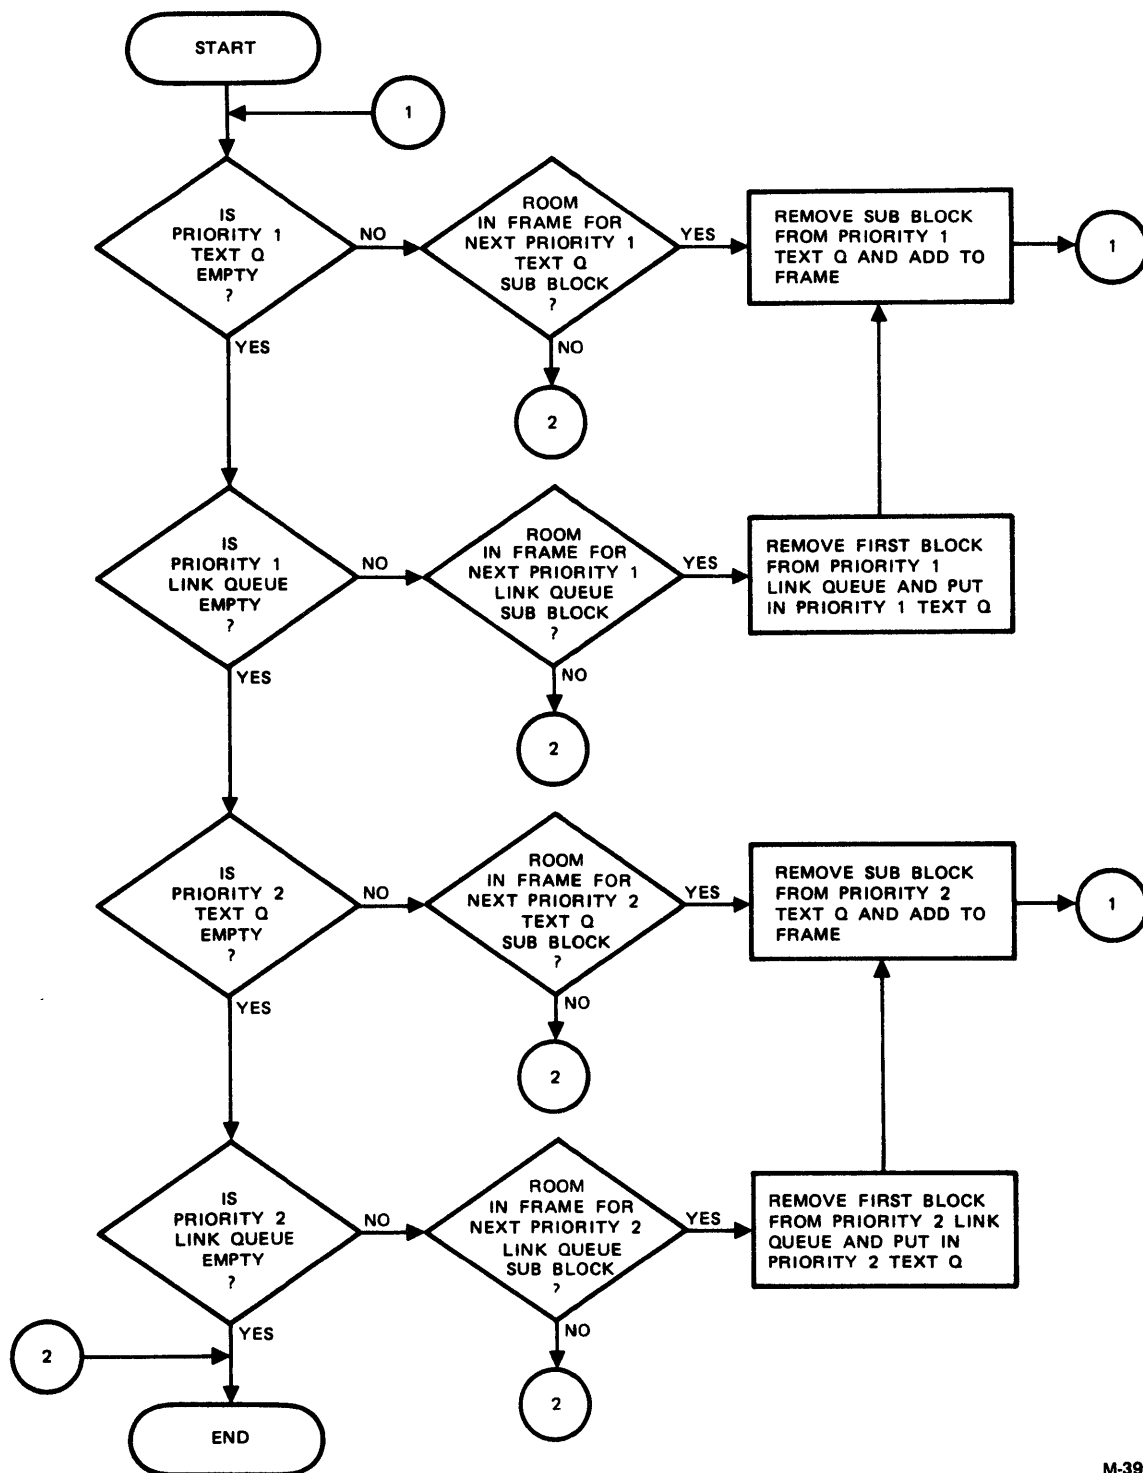 START
1
IS
PRIORITY 1
TEXT Q
EMPTY
?
NO
YES
ROOM
IN FRAME FOR
NEXT PRIORITY 1
TEXT Q
SUB BLOCK
?
YES
NO
2
REMOVE SUB BLOCK
FROM PRIORITY 1
TEXT Q AND ADD TO
FRAME
1
IS
PRIORITY 1
LINK QUEUE
EMPTY
?
NO
YES
ROOM
IN FRAME FOR
NEXT PRIORITY 1
LINK QUEUE
SUB BLOCK
?
YES
NO
2
REMOVE FIRST BLOCK
FROM PRIORITY 1
LINK QUEUE AND PUT
IN PRIORITY 1 TEXT Q
IS
PRIORITY 2
TEXT Q
EMPTY
?
NO
YES
ROOM
IN FRAME FOR
NEXT PRIORITY 2
TEXT Q
SUB BLOCK
?
YES
NO
2
REMOVE SUB BLOCK
FROM PRIORITY 2
TEXT Q AND ADD TO
FRAME
1
IS
PRIORITY 2
LINK QUEUE
EMPTY
?
NO
YES
ROOM
IN FRAME FOR
NEXT PRIORITY 2
LINK QUEUE
SUB BLOCK
?
YES
NO
2
REMOVE FIRST BLOCK
FROM PRIORITY 2 LINK
QUEUE AND PUT IN
PRIORITY 2 TEXT Q
2
END
M-39